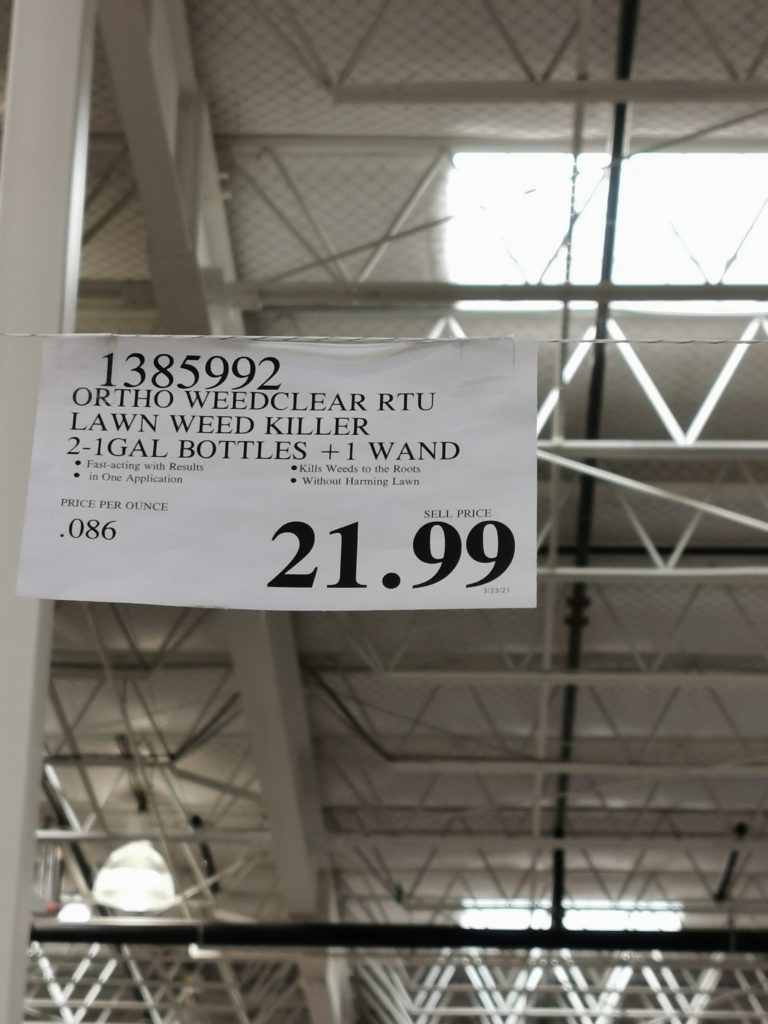 1385992
ORTHO WEEDCLEAR RTU
LAWN WEED KILLER
2-1GAL BOTTLES +1 WAND
• Fast-acting with Results
• in One Application
• Kills Weeds to the Roots
• Without Harming Lawn
PRICE PER OUNCE
.086
SELL PRICE
21.99
3/23/21